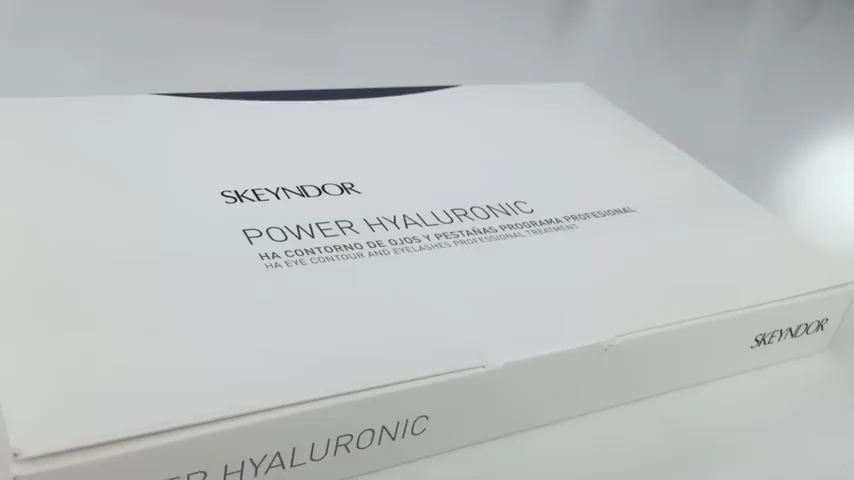 SKEYNDOR
POWER HYALURONIC
HA CONTORNO DE OJOS Y PESTAÑAS PROGRAMA PROFESIONAL
HA EYE CONTOUR AND EYELASHES PROFESSIONAL TREATMENT
SKEYNDOR
HYALURONIC